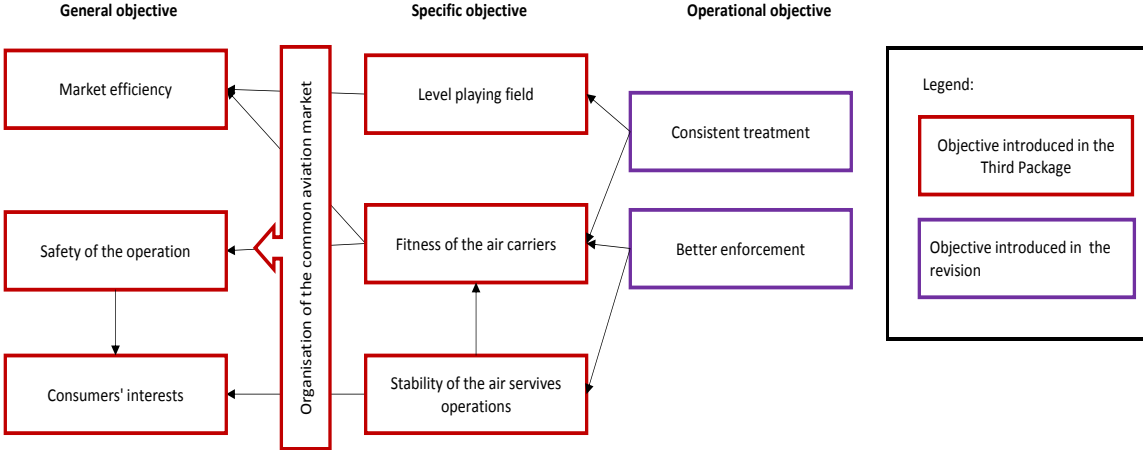 General objective
Specific objective
Operational objective
Market efficiency
Safety of the operation
Consumers' interests
Organisation of the common aviation market
Level playing field
Fitness of the air carriers
Stability of the air servives
operations
Consistent treatment
Better enforcement
Legend:
Objective introduced in the
Third Package
Objective introduced in  the
revision